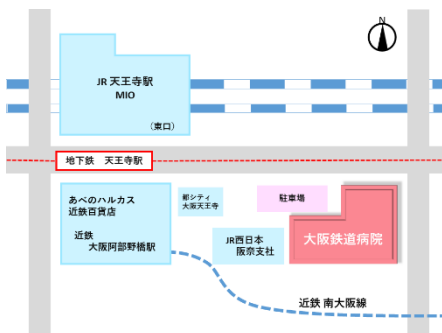 N
JR 天王寺駅
MIO
(東口)
地下鉄　天王寺駅
あべのハルカス
近鉄百貨店
近鉄
大阪阿部野橋駅
都シティ
大阪天王寺
駐車場
JR西日本
阪奈支社
大阪鉄道病院
近鉄 南大阪線